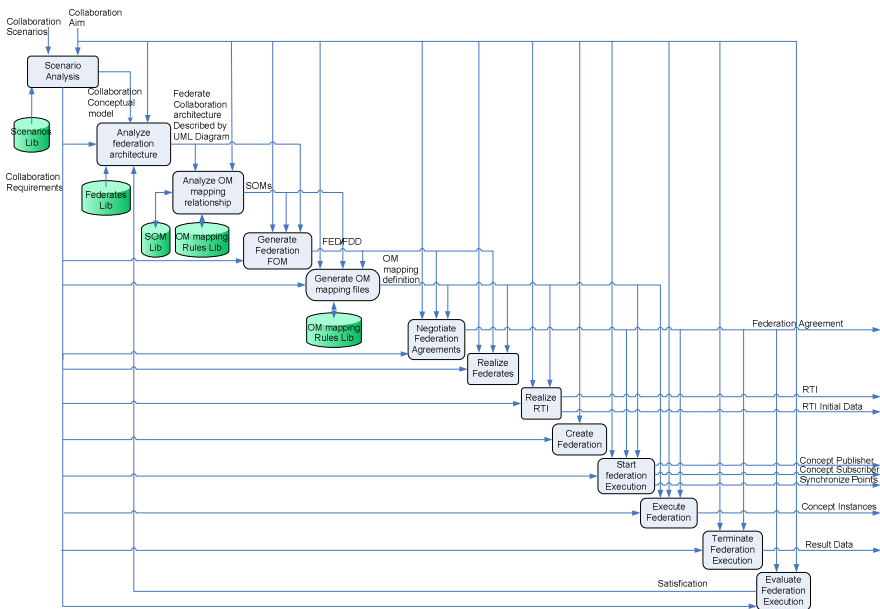 Collaboration
Scenarios
Collaboration
Aim
Scenario
Analysis
Collaboration
Conceptual
model
Federate
Collaboration
architecture
Described by
UML Diagram
Scenarios
Lib
Analyze
federation
architecture
Collaboration
Requirements
Federates
Lib
Analyze OM
mapping
relationship
SOMs
SOM
Lib
OM mapping
Rules Lib
Generate
Federation
FOM
FED/FDD
OM
mapping
definition
Generate OM
mapping files
OM mapping
Rules Lib
Negotiate
Federation
Agreements
Federation Agreement
Realize
Federates
Realize
RTI
RTI
RTI Initial Data
Create
Federation
Start
federation
Execution
Concept Publisher
Concept Subscriber
Synchronize Points
Execute
Federation
Concept Instances
Terminate
Federation
Execution
Result Data
Satisfication
Evaluate
Federation
Execution